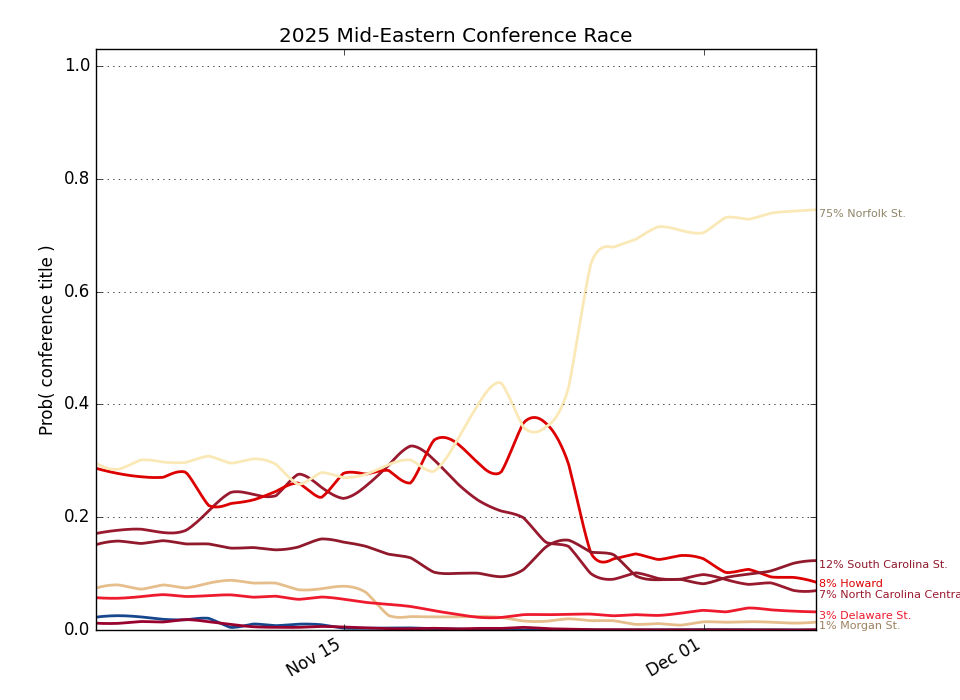 2025 Mid-Eastern Conference Race
1.0
0.8
0.6
0.4
0.2
0.0
Prob( conference title )
Nov 15
Dec 01
75% Norfolk St.
12% South Carolina St.
8% Howard
7% North Carolina Centra
3% Delaware St.
1% Morgan St.